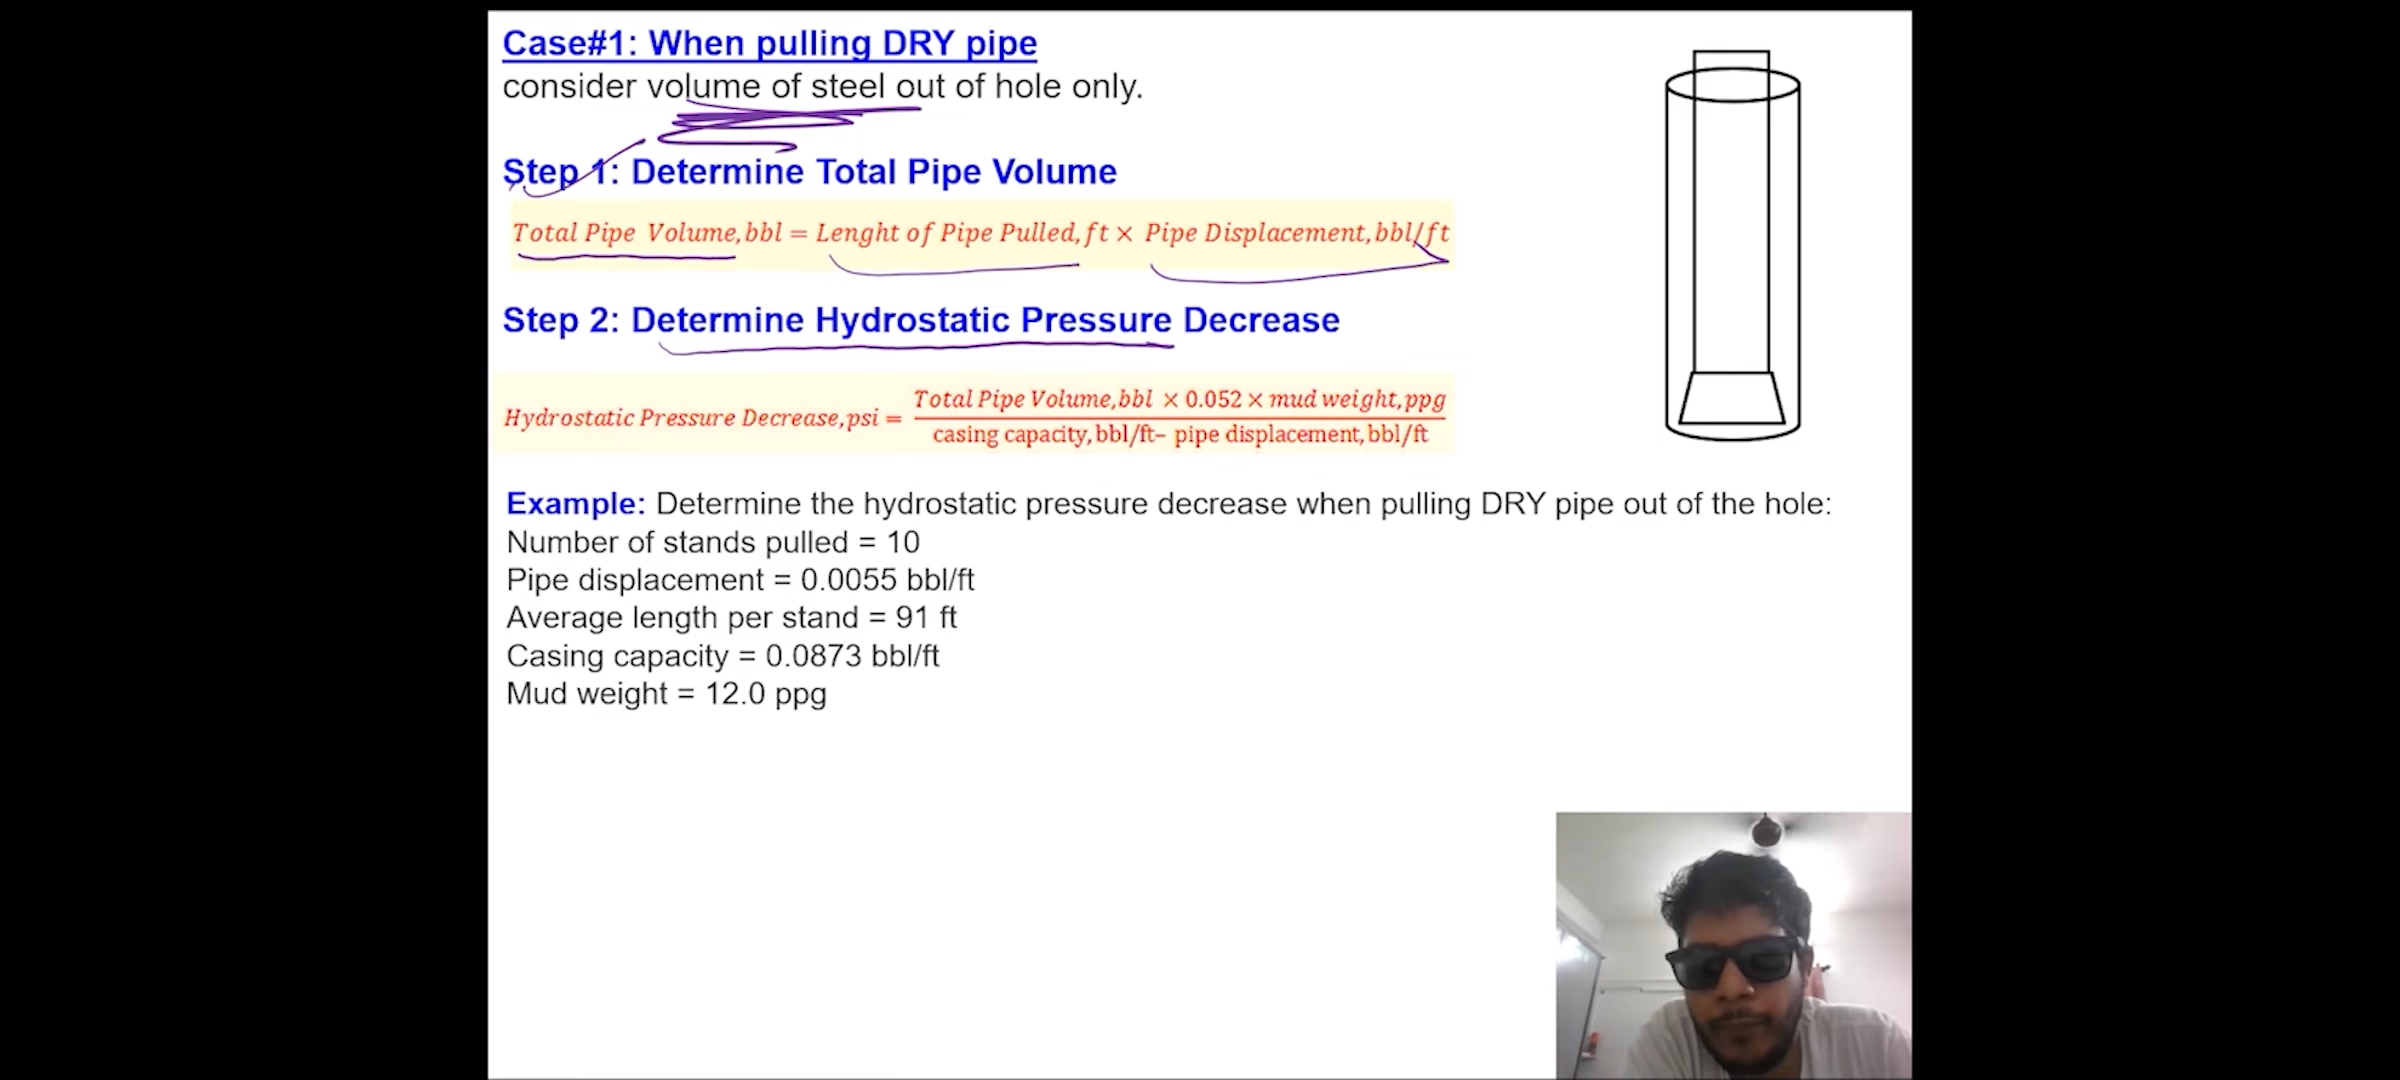 Case#1: When pulling DRY pipe
consider volume of steel out of hole only.
Step 1: Determine Total Pipe Volume
Total Pipe Volume, bbl = Lenght of Pipe Pulled, ft × Pipe Displacement, bbl/ft
Step 2: Determine Hydrostatic Pressure Decrease
Hydrostatic Pressure Decrease, psi = Total Pipe Volume, bbl × 0.052 × mud weight, ppg
casing capacity, bbl/ft– pipe displacement, bbl/ft
Example: Determine the hydrostatic pressure decrease when pulling DRY pipe out of the hole:
Number of stands pulled = 10
Pipe displacement = 0.0055 bbl/ft
Average length per stand = 91 ft
Casing capacity = 0.0873 bbl/ft
Mud weight = 12.0 ppg